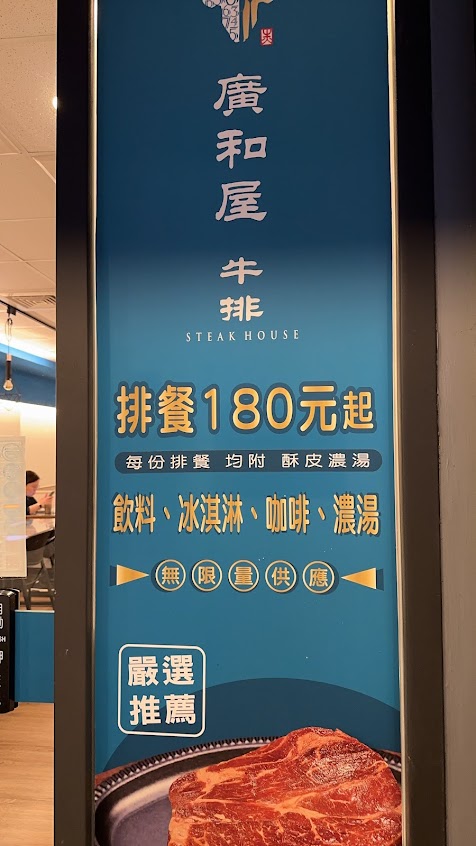 廣和屋
牛排
STEAK HOUSE
排餐180元起
每份排餐 均附 酥皮濃湯
飲料、冰淇淋、咖啡、濃湯
無限量供應
嚴選
推薦